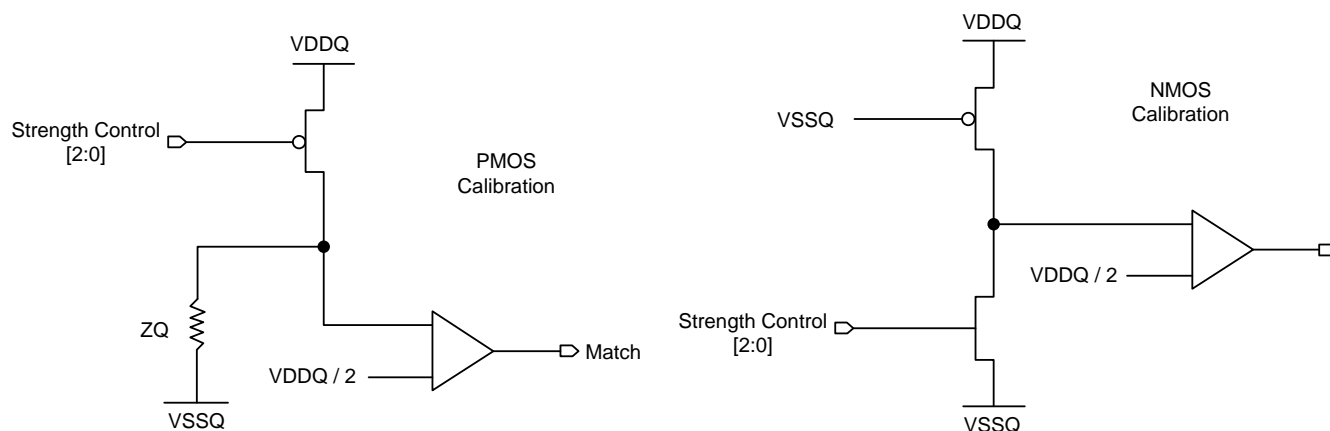 VDDQ
Strength Control
[2:0]
PMOS
Calibration
ZQ
VDDQ / 2
Match
VSSQ
VDDQ
NMOS
Calibration
VSSQ
VDDQ / 2
Strength Control
[2:0]
VSSQ